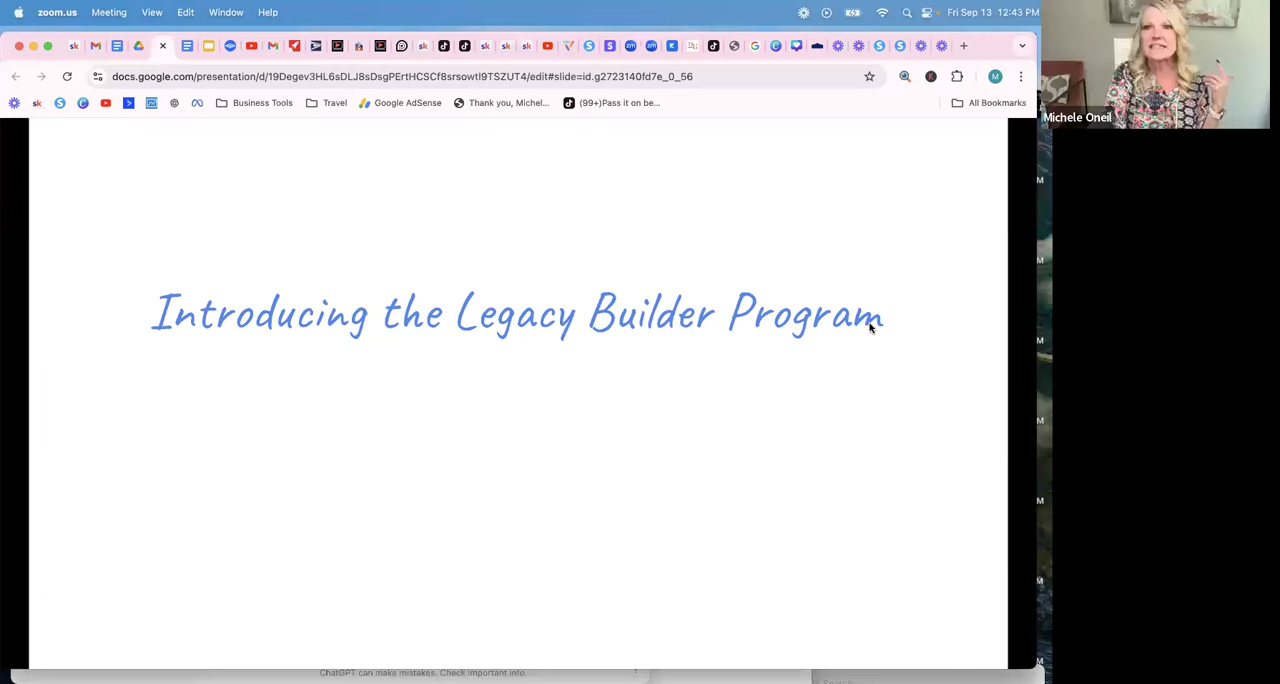 zoom.us Meeting View Edit Window Help Fri Sep 13 12:43 PM
docs.google.com/presentation/d/19Degev3HL6sDLJ8sDsgPErtHCSCf8srsowtI9TSZUT4/edit#slide=id.g2723140fd7e_0_56
Business Tools Travel Google AdSense Thank you, Michel... (99+)Pass it on be... All Bookmarks
Michele Oneil
Introducing the Legacy Builder Program
ChatGPT can make mistakes. Check important info.
Search